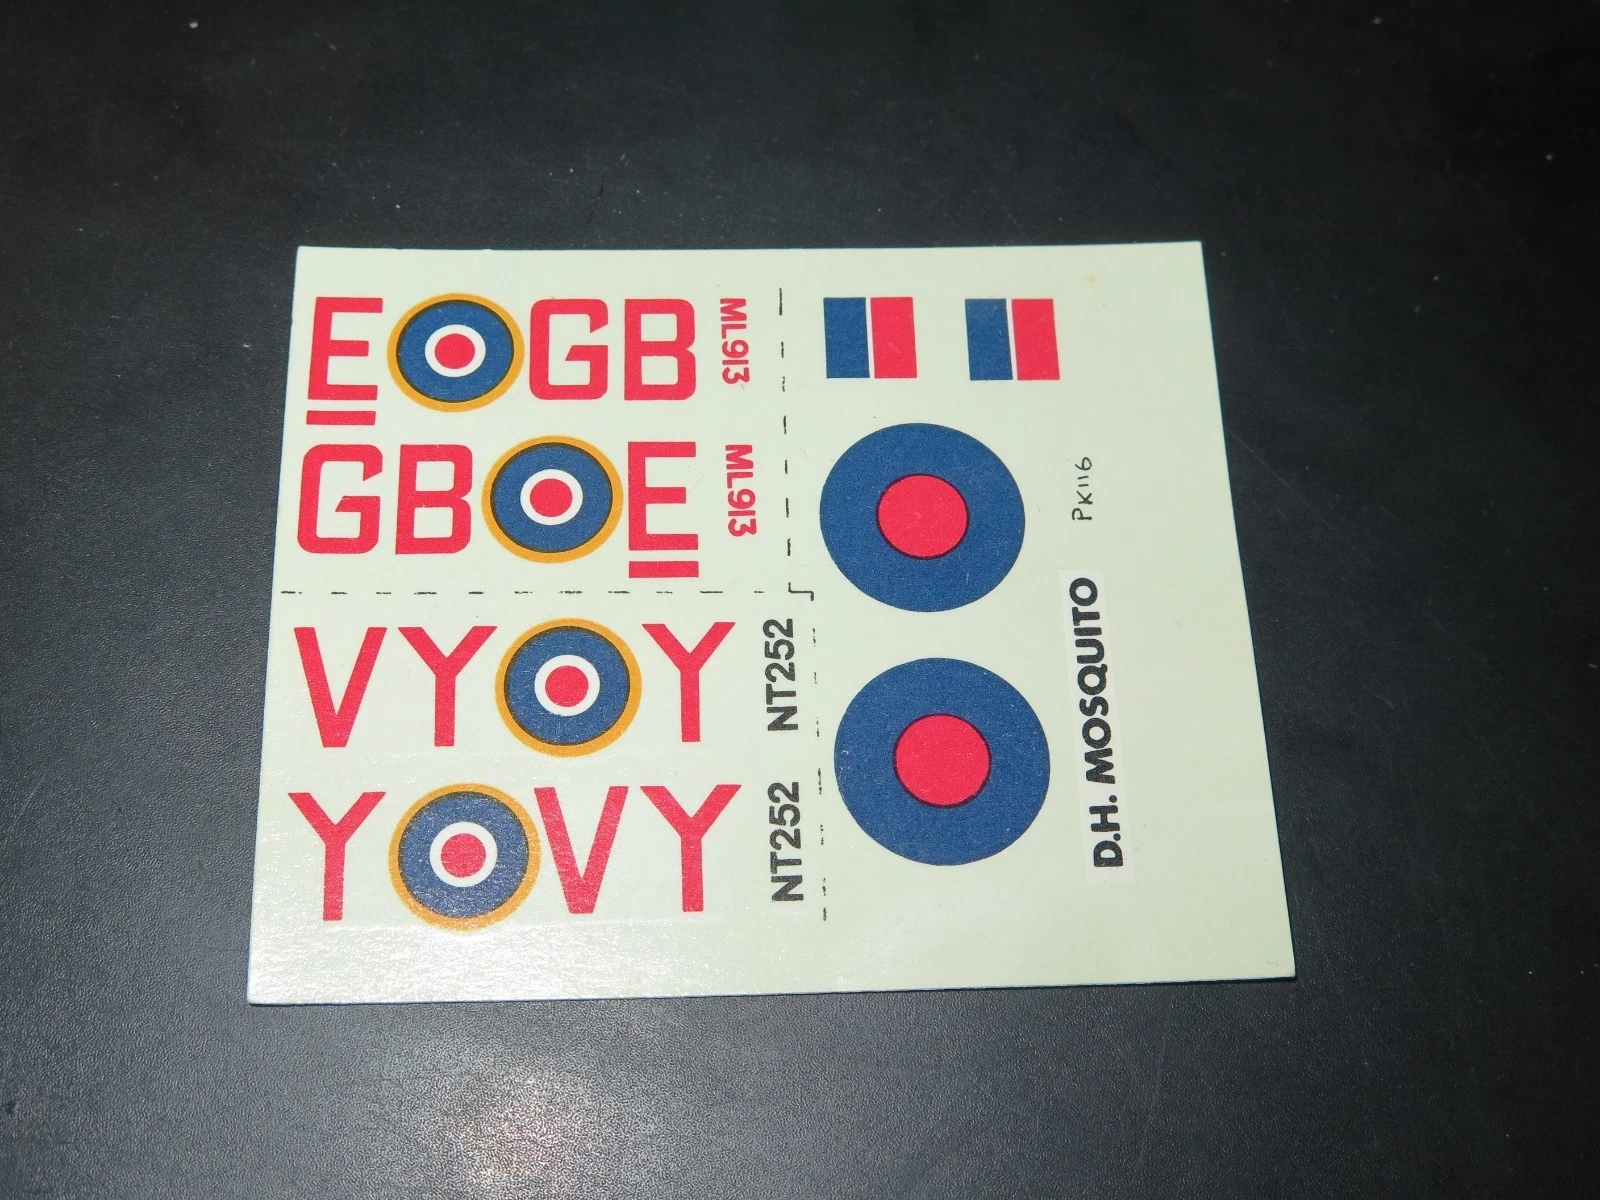 E GB ML913
GB E ML913
VY Y NT252
Y VY NT252
PK116
D.H. MOSQUITO